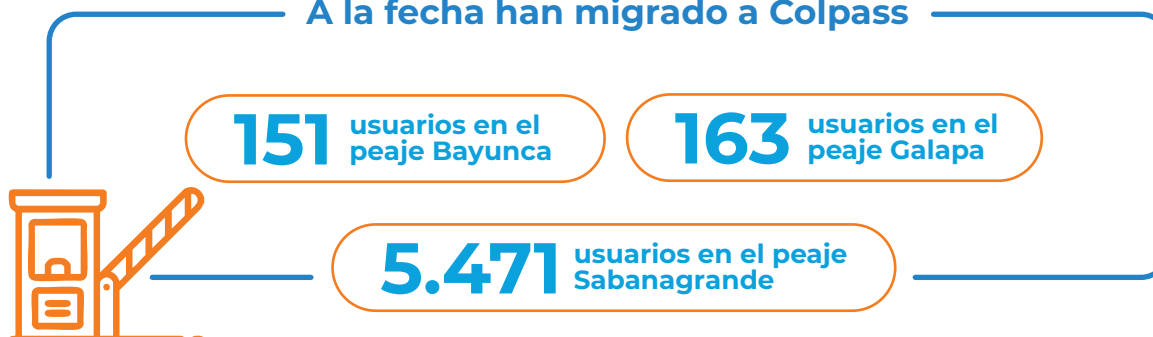 A la fecha han migrado a Colpass
151 usuarios en el
peaje Bayunca
163 usuarios en el
peaje Galapa
5.471 usuarios en el peaje
Sabanagrande